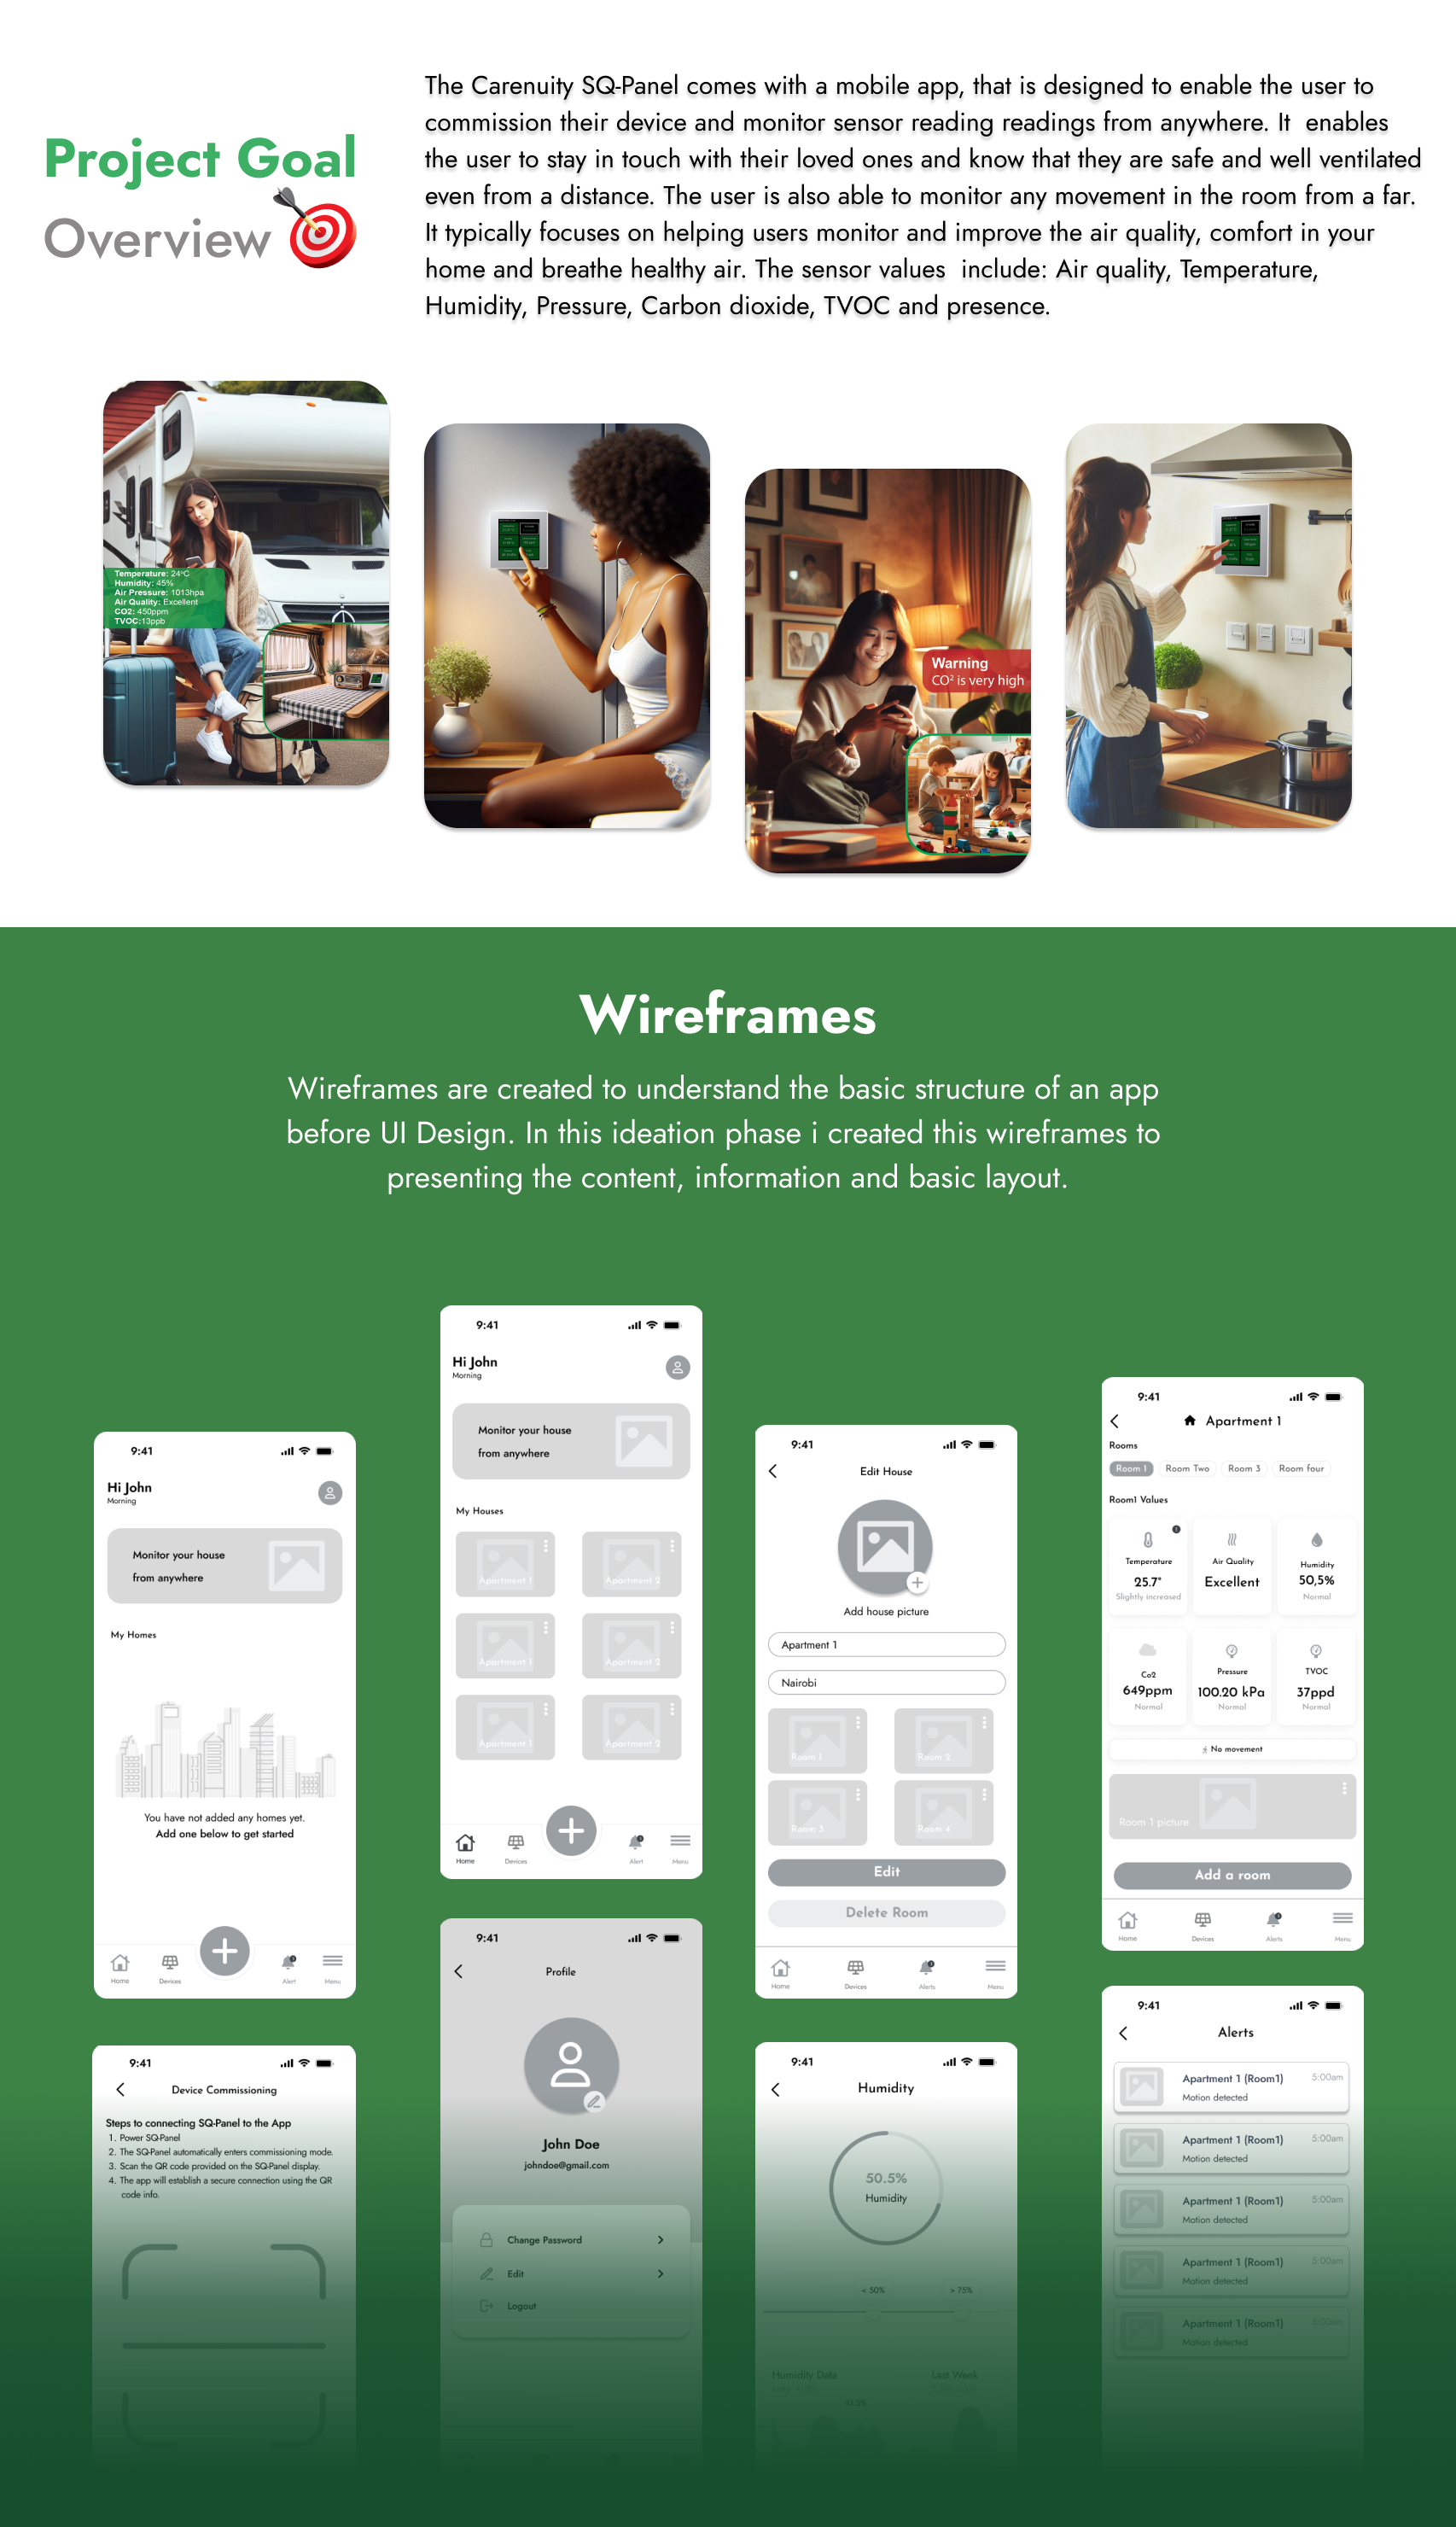 Project Goal
Overview
The Carenuity SQ-Panel comes with a mobile app, that is designed to enable the user to
commission their device and monitor sensor reading readings from anywhere. It  enables
the user to stay in touch with their loved ones and know that they are safe and well ventilated
even from a distance. The user is also able to monitor any movement in the room from a far.
It typically focuses on helping users monitor and improve the air quality, comfort in your
home and breathe healthy air. The sensor values  include: Air quality, Temperature,
Humidity, Pressure, Carbon dioxide, TVOC and presence.
Temperature: 24°C
Humidity: 45%
Air Pressure: 1013hpa
Air Quality: Excellent
CO2: 450ppm
TVOC:13ppb
Warning
CO² is very high
Wireframes
Wireframes are created to understand the basic structure of an app
before UI Design. In this ideation phase i created this wireframes to
presenting the content, information and basic layout.
9:41
Hi John
Morning
Monitor your house
from anywhere
My Homes
You have not added any homes yet.
Add one below to get started
Home
Devices
Alert
Menu
9:41
Hi John
Morning
Monitor your house
from anywhere
My Houses
Apartment 1
Apartment 2
Apartment 1
Apartment 2
Apartment 1
Apartment 2
Home
Devices
Alert
Menu
9:41
Edit House
Add house picture
Apartment 1
Nairobi
Room 1
Room 2
Room 3
Room 4
Edit
Delete Room
Home
Devices
Alerts
Menu
9:41
Apartment 1
Rooms
Room 1
Room Two
Room 3
Room four
Room1 Values
Temperature
25.7°
Slightly increased
Air Quality
Excellent
Humidity
50,5%
Normal
Co2
649ppm
Normal
Pressure
100.20 kPa
Normal
TVOC
37ppd
Normal
No movement
Room 1 picture
Add a room
Home
Devices
Alerts
Menu
9:41
Device Commissioning
Steps to connecting SQ-Panel to the App
1. Power SQ-Panel
2. The SQ-Panel automatically enters commissioning mode.
3. Scan the QR code provided on the SQ-Panel display.
4. The app will establish a secure connection using the QR
code info.
9:41
Profile
John Doe
johndoe@gmail.com
Change Password
Edit
Logout
9:41
Humidity
50.5%
Humidity
< 50%
> 75%
Humidity Data
Last Week
41.2%
9:41
Alerts
Apartment 1 (Room1)
5:00am
Motion detected
Apartment 1 (Room1)
5:00am
Motion detected
Apartment 1 (Room1)
5:00am
Motion detected
Apartment 1 (Room1)
5:00am
Motion detected
Apartment 1 (Room1)
5:00am
Motion detected